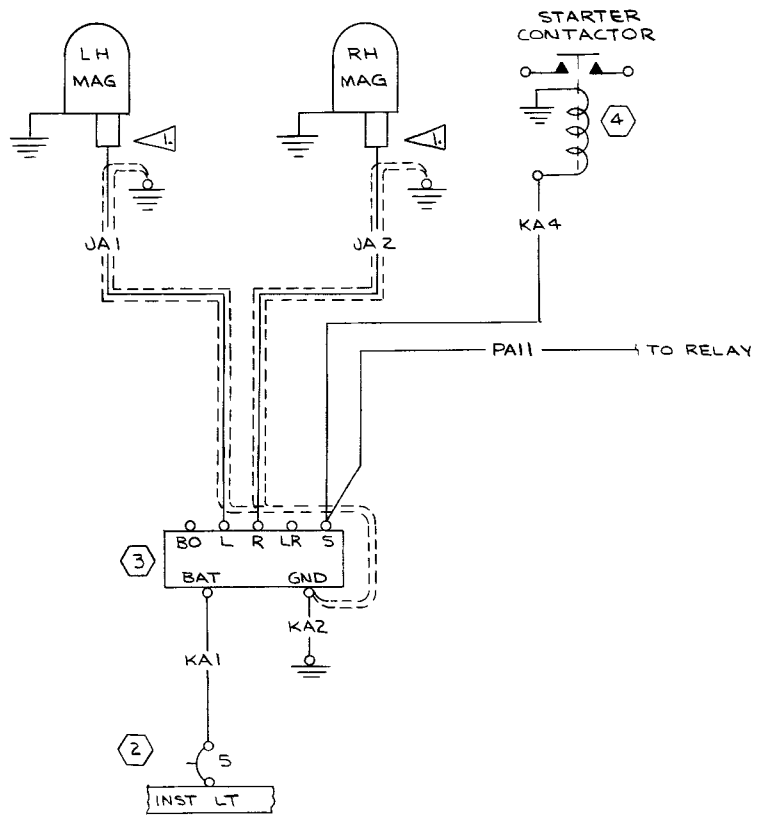 STARTER
CONTACTOR
LH
MAG
RH
MAG
1.
1.
4
JA1
JA2
KA4
PA11
TO RELAY
BO
L
R
LR
S
3
BAT
GND
KA2
KA1
2
5
INST LT